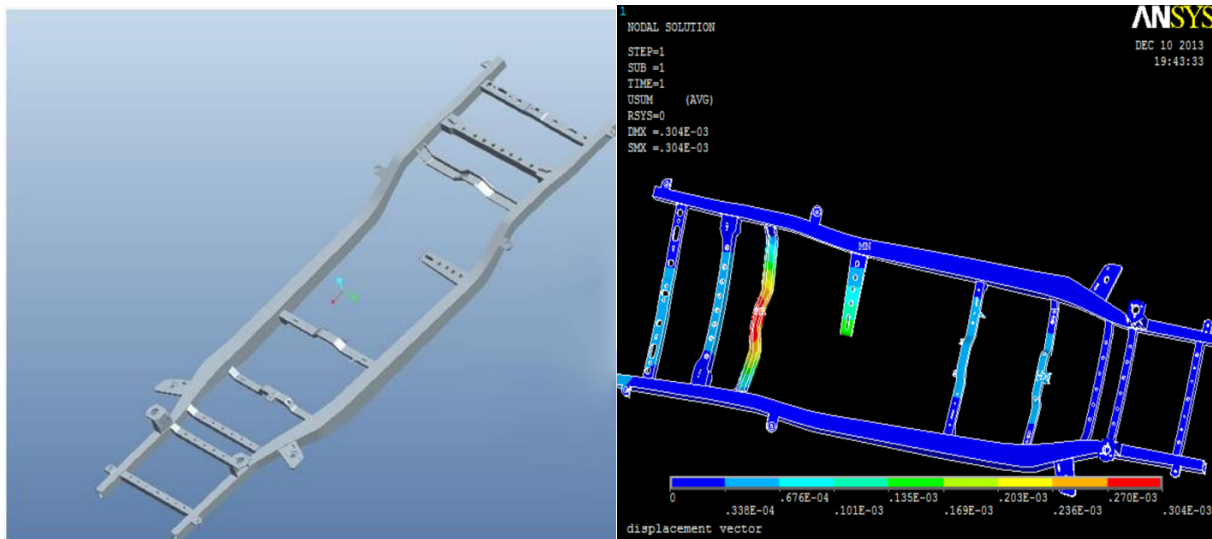 1
ANSYS
NODAL SOLUTION
DEC 10 2013
19:43:33
STEP=1
SUB =1
TIME=1
USUM (AVG)
RSYS=0
DMX =.304E-03
SMX =.304E-03
MN
MX
0 .676E-04 .135E-03 .203E-03 .270E-03
.338E-04 .101E-03 .169E-03 .236E-03 .304E-03
displacement vector